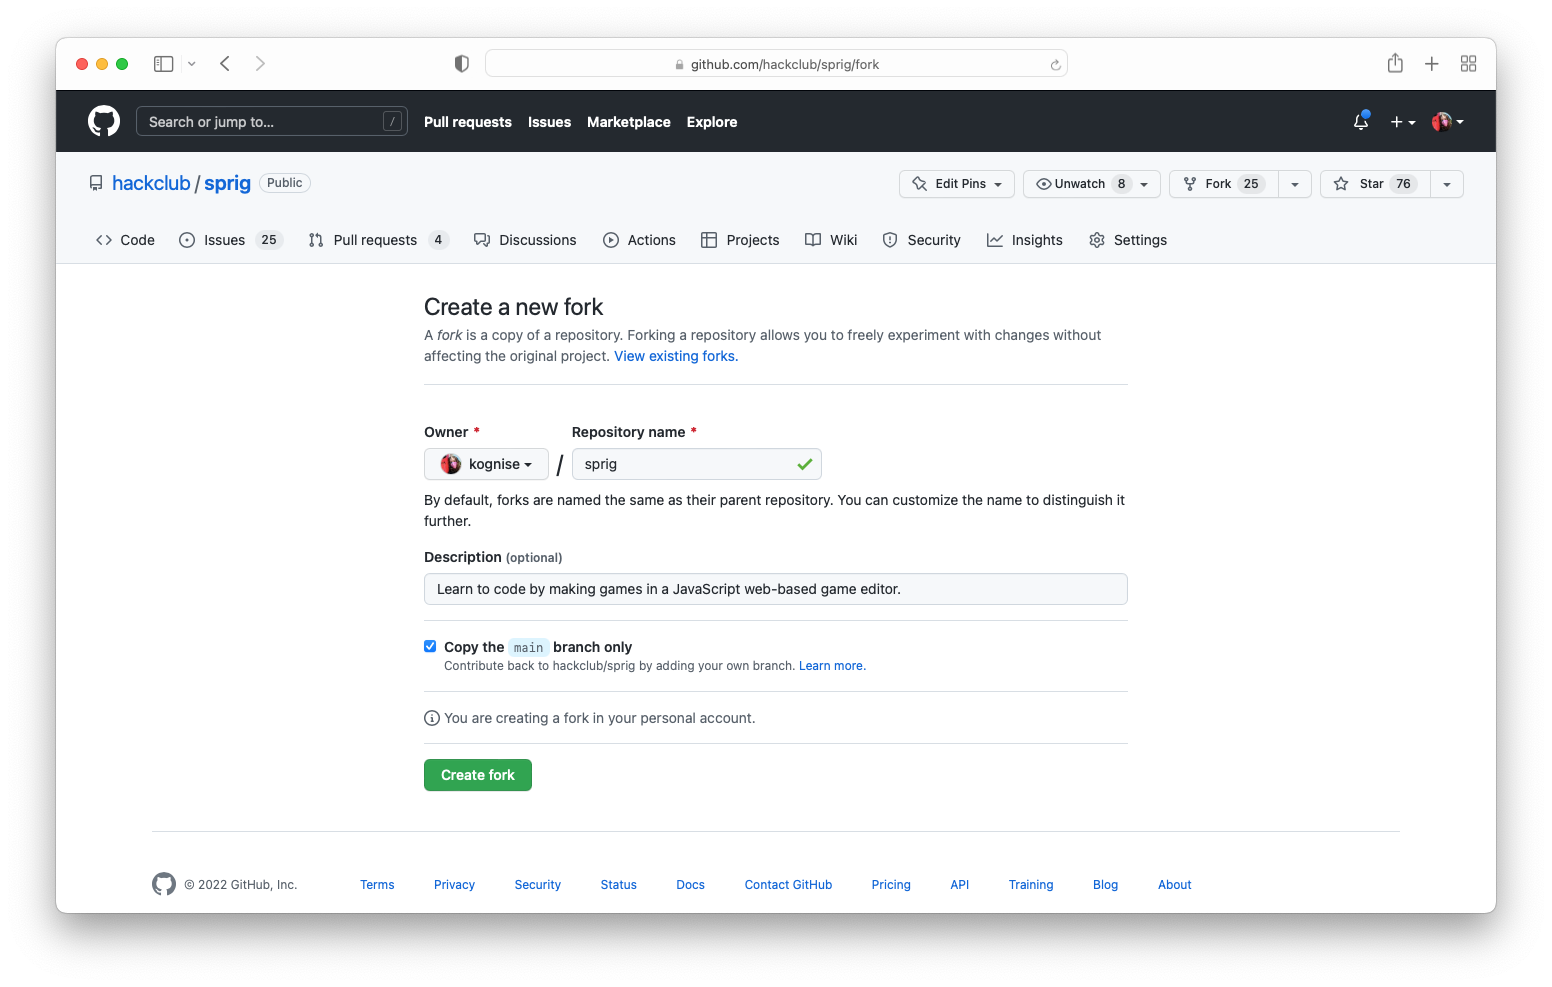 github.com/hackclub/sprig/fork
Search or jump to... / Pull requests Issues Marketplace Explore
hackclub / sprig Public Edit Pins Unwatch 8 Fork 25 Star 76
Code Issues 25 Pull requests 4 Discussions Actions Projects Wiki Security Insights Settings
Create a new fork
A fork is a copy of a repository. Forking a repository allows you to freely experiment with changes without
affecting the original project. View existing forks.
Owner * Repository name *
kognise / sprig
By default, forks are named the same as their parent repository. You can customize the name to distinguish it
further.
Description (optional)
Learn to code by making games in a JavaScript web-based game editor.
Copy the main branch only
Contribute back to hackclub/sprig by adding your own branch. Learn more.
You are creating a fork in your personal account.
Create fork
© 2022 GitHub, Inc. Terms Privacy Security Status Docs Contact GitHub Pricing API Training Blog About